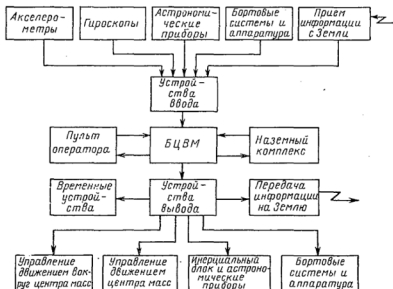 Акселеро-
метры
Гироскопы
Астрономи-
ческие
приборы
Бортовые
системы и
аппаратура
Прием
информации
с Земли
Устрой-
ства
ввода
Пульт
оператора
БЦВМ
Наземный
комплекс
Временные
устрой-
ства
Устрой-
ства
вывода
Передача
информации
на Землю
Управление
движением вок-
руг центра масс
Управление
движением
центра масс
Инерциальный
блок и астроно-
мические
приборы
Бортовые
системы и
аппаратура